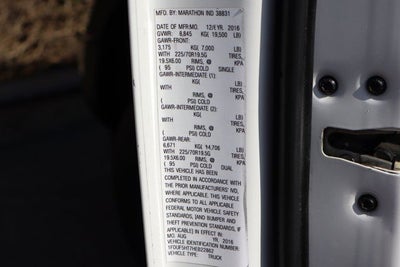 MFD. BY: MARATHON IND 38831
DATE OF MFR./MO. 12/EYR. 2016
GVWR: 8,845 KG( 19,500 LB)
GAWR-FRONT:
3,175 KG( 7,000 LB)
WITH 225/70R19.5G TIRES,
19.5X6.00 RIMS, @ KPA
( 95 PSI) COLD SINGLE
GAWR-INTERMEDIATE (1):
KG( LB)
WITH TIRES,
RIMS, @ KPA
( PSI) COLD
GAWR-INTERMEDIATE (2):
KG( LB)
WITH TIRES,
RIMS, @ KPA
( PSI) COLD
GAWR-REAR:
6,671 KG( 14,706 LB)
WITH 225/70R19.5G TIRES,
19.5X6.00 RIMS, @ KPA
( 95 PSI) COLD DUAL
THIS VEHICLE HAS BEEN
COMPLETED IN ACCORDANCE WITH
THE PRIOR MANUFACTURERS' IVD,
WHERE APPLICABLE. THIS VEHICLE
CONFORMS TO ALL APPLICABLE
FEDERAL MOTOR VEHICLE SAFETY
STANDARDS, [AND BUMPER AND
THEFT PREVENTION STANDARDS, IF
APPLICABLE] IN EFFECT IN
MO. AUG YR. 2016
VEHICLE IDENTIFICATION NUMBER:
VEHICLE TYPE: TRUCK